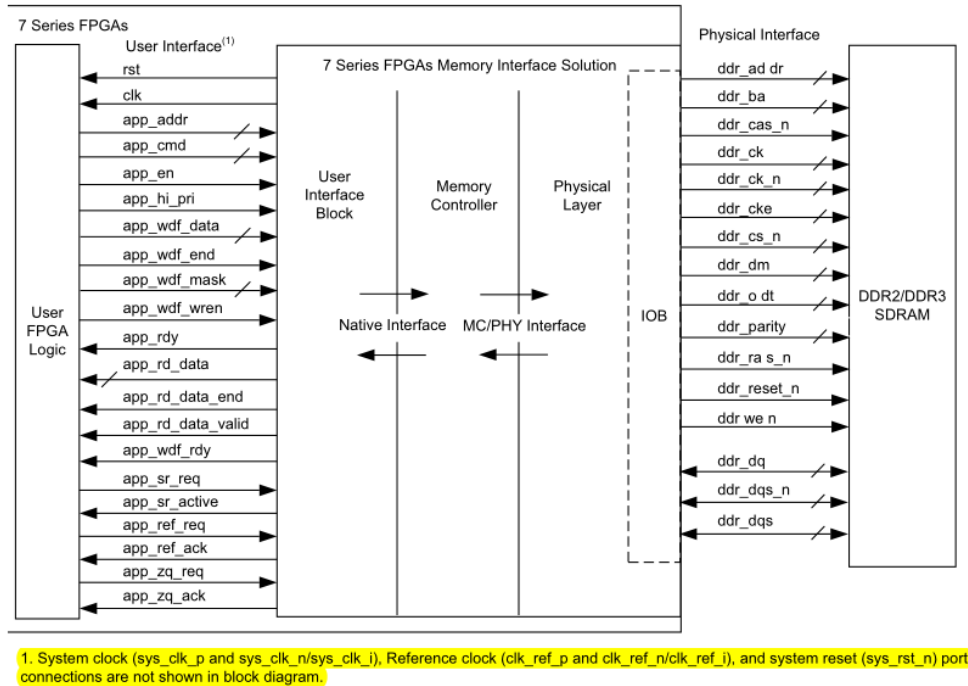 7 Series FPGAs
User Interface(1)
Physical Interface
7 Series FPGAs Memory Interface Solution
rst
clk
app_addr
app_cmd
app_en
app_hi_pri
app_wdf_data
app_wdf_end
app_wdf_mask
app_wdf_wren
app_rdy
app_rd_data
app_rd_data_end
app_rd_data_valid
app_wdf_rdy
app_sr_req
app_sr_active
app_ref_req
app_ref_ack
app_zq_req
app_zq_ack
User
FPGA
Logic
User
Interface
Block
Memory
Controller
Physical
Layer
Native Interface
MC/PHY Interface
IOB
ddr_ad dr
ddr_ba
ddr_cas_n
ddr_ck
ddr_ck_n
ddr_cke
ddr_cs_n
ddr_dm
ddr_o dt
ddr_parity
ddr_ra s_n
ddr_reset_n
ddr we n
ddr_dq
ddr_dqs_n
ddr_dqs
DDR2/DDR3
SDRAM
1. System clock (sys_clk_p and sys_clk_n/sys_clk_i), Reference clock (clk_ref_p and clk_ref_n/clk_ref_i), and system reset (sys_rst_n) port
connections are not shown in block diagram.